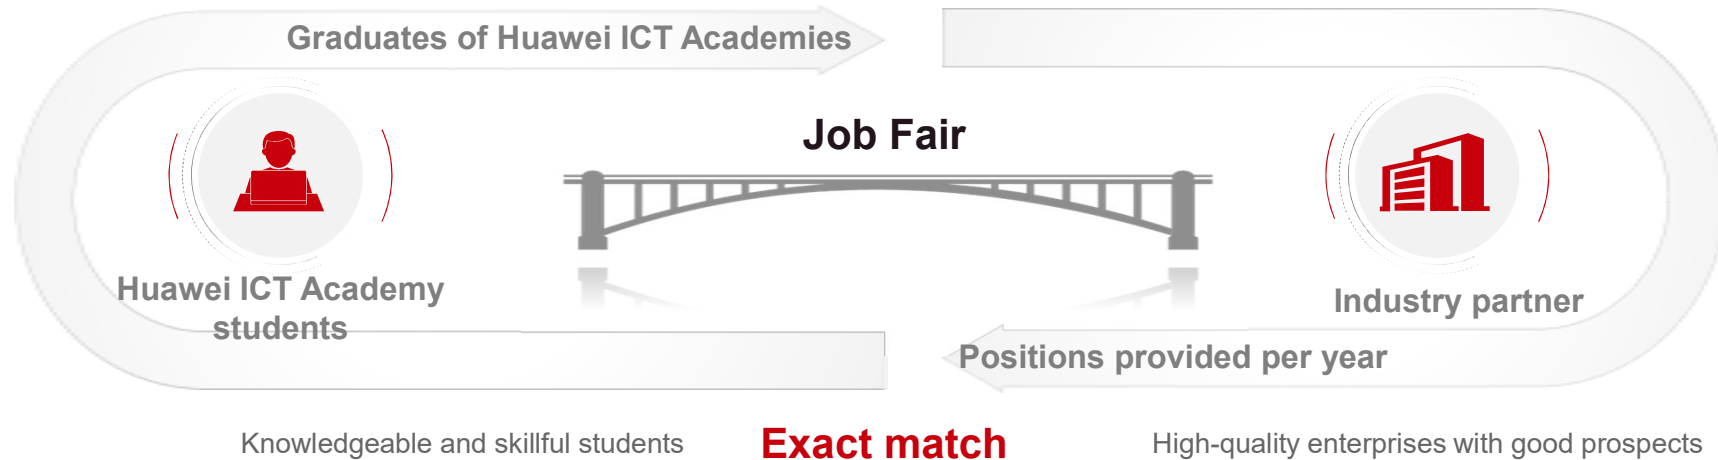 Graduates of Huawei ICT Academies
Job Fair
Huawei ICT Academy
students
Industry partner
Positions provided per year
Knowledgeable and skillful students
Exact match
High-quality enterprises with good prospects